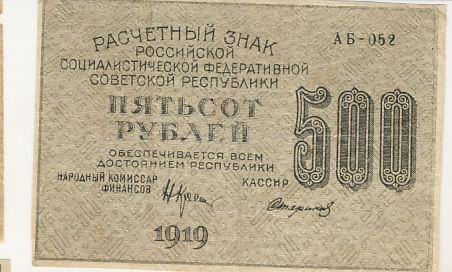 РАСЧЕТНЫЙ ЗНАК
АБ-052
РОССИЙСКОЙ
СОЦИАЛИСТИЧЕСКОЙ ФЕДЕРАТИВНОЙ
СОВЕТСКОЙ РЕСПУБЛИКИ
ПЯТЬСОТ
РУБЛЕЙ
500
ОБЕСПЕЧИВАЕТСЯ ВСЕМ
ДОСТОЯНИЕМ РЕСПУБЛИКИ
НАРОДНЫЙ КОМИССАР
ФИНАНСОВ
КАССИР
1919